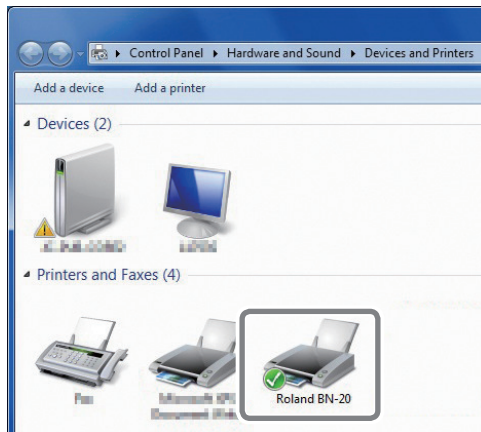 Control Panel ▸ Hardware and Sound ▸ Devices and Printers
Add a device Add a printer
Devices (2)
Printers and Faxes (4)
Roland BN-20